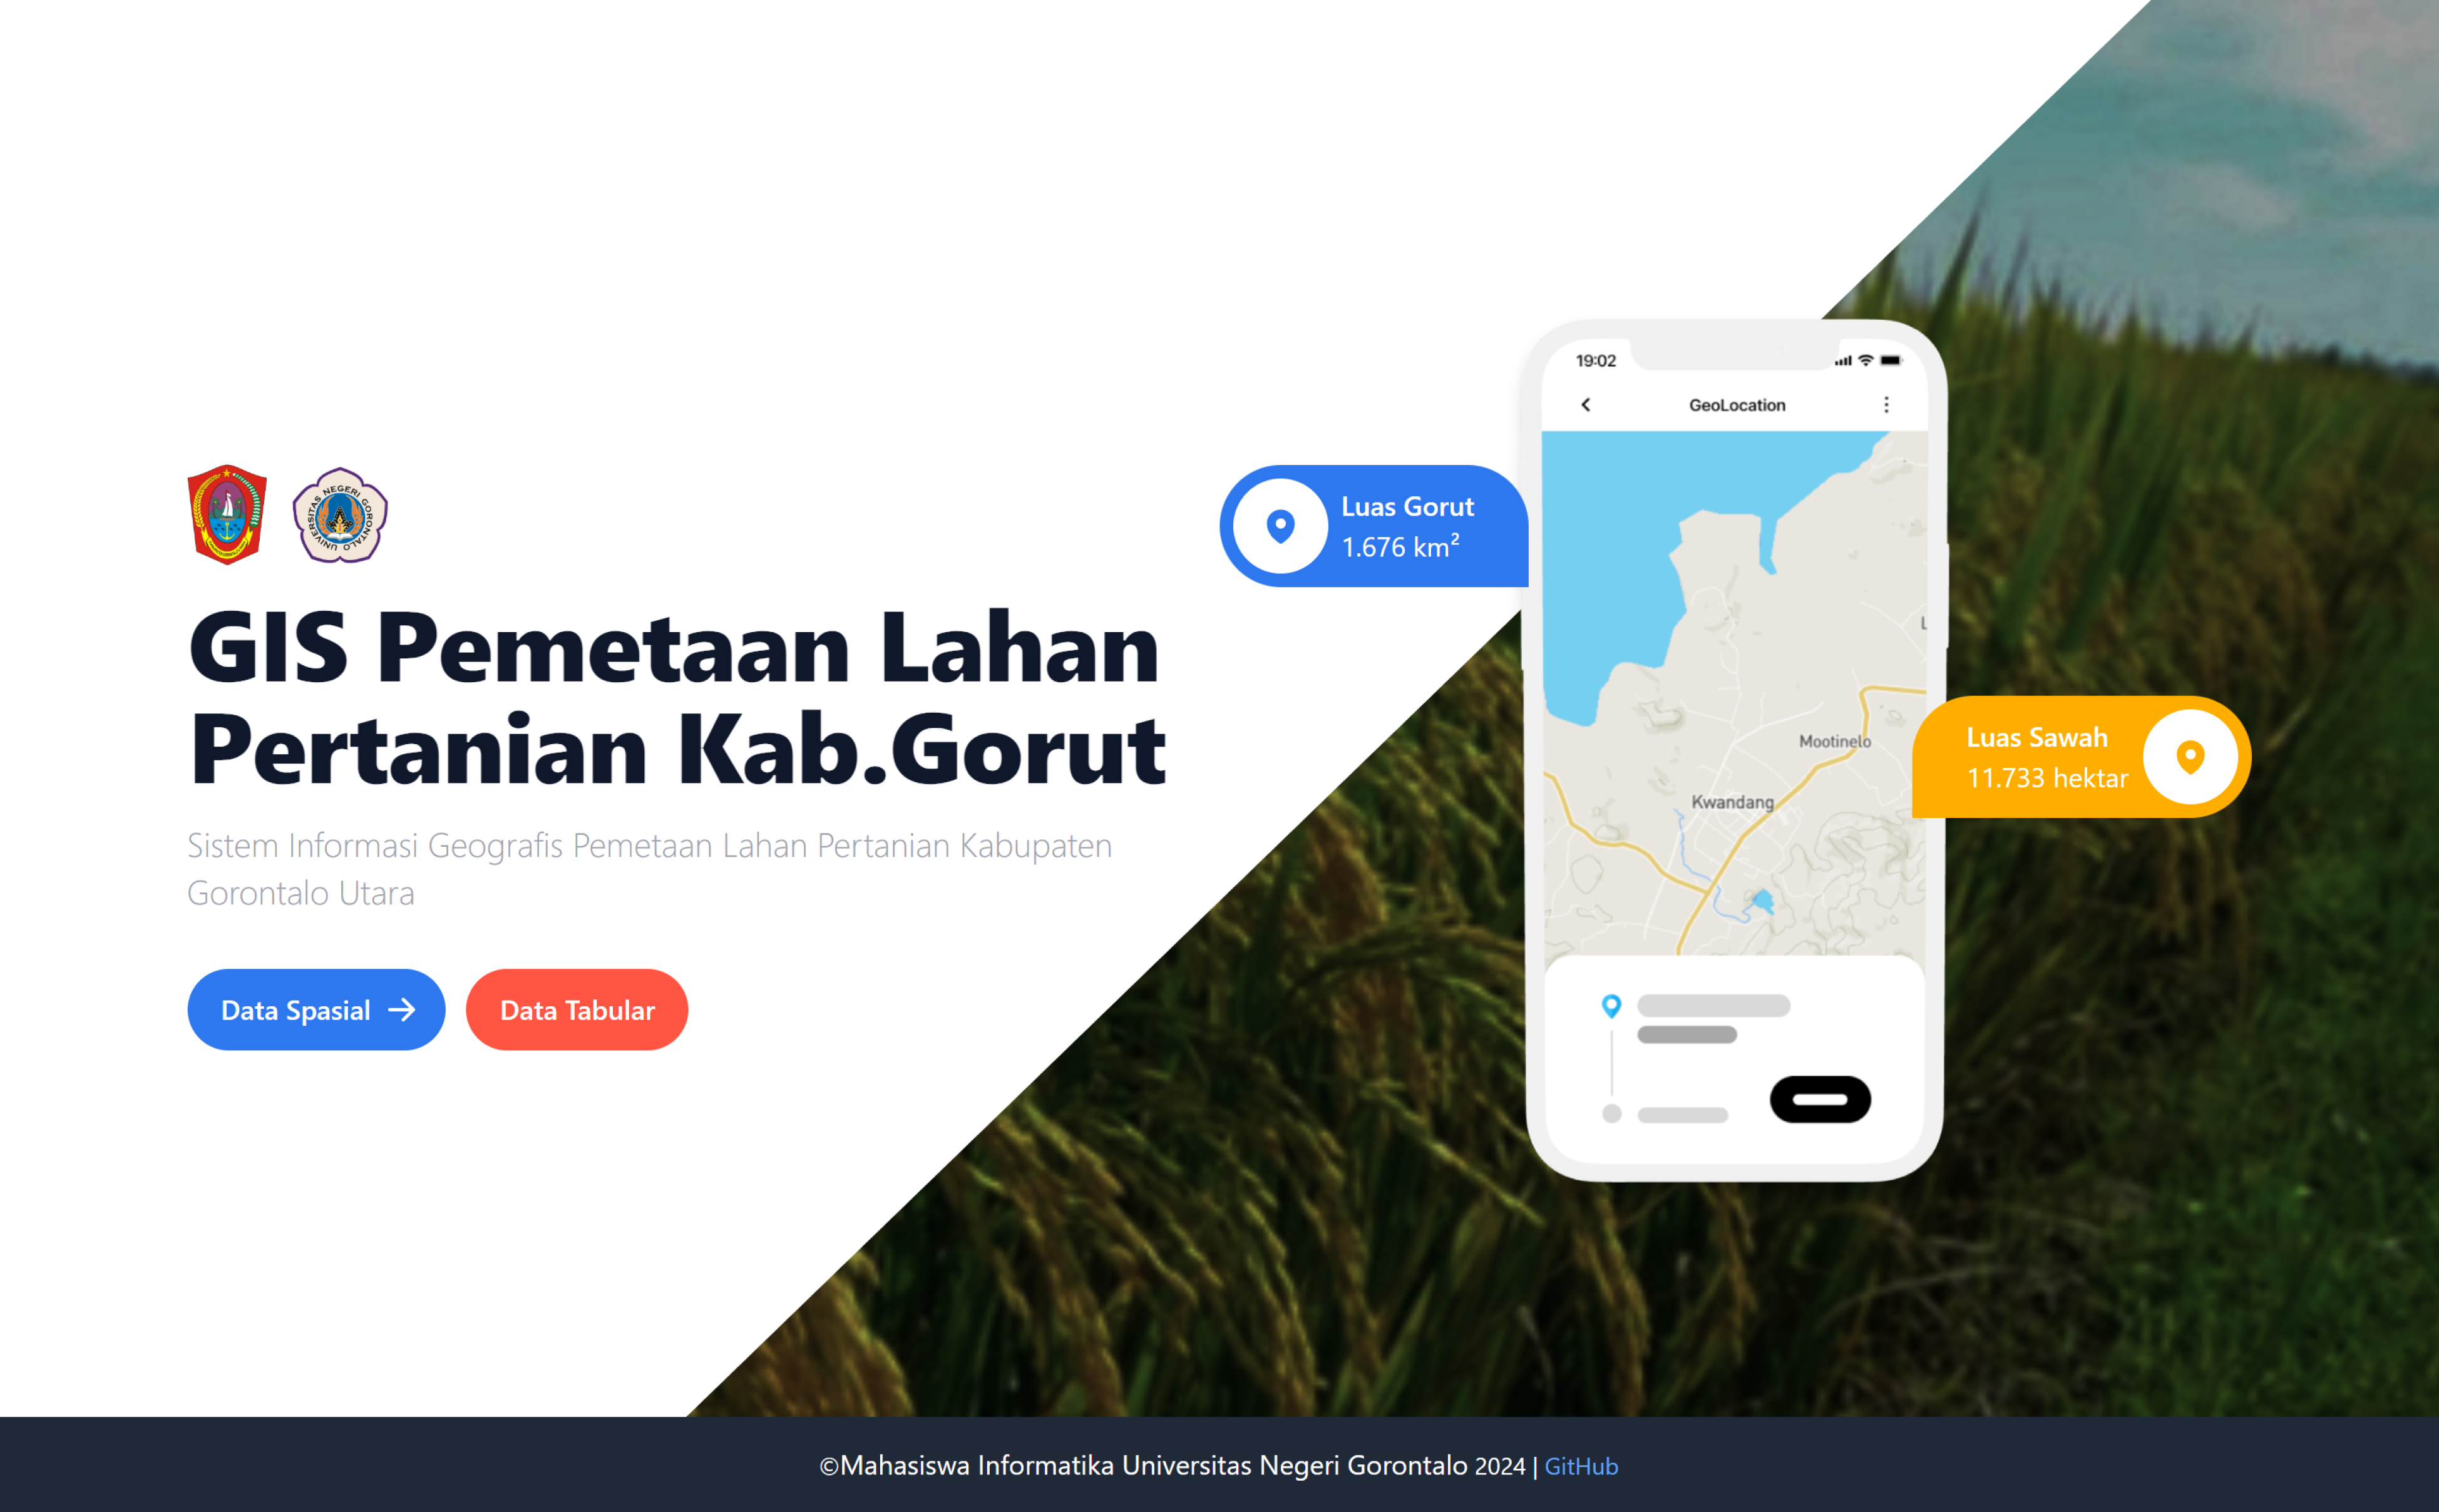 UNIVERSITAS NEGERI GORONTALO
GIS Pemetaan Lahan
Pertanian Kab.Gorut
Sistem Informasi Geografis Pemetaan Lahan Pertanian Kabupaten
Gorontalo Utara
Data Spasial
Data Tabular
Luas Gorut
1.676 km²
19:02
GeoLocation
L
Mootinelo
Kwandang
Luas Sawah
11.733 hektar
©Mahasiswa Informatika Universitas Negeri Gorontalo 2024 | GitHub